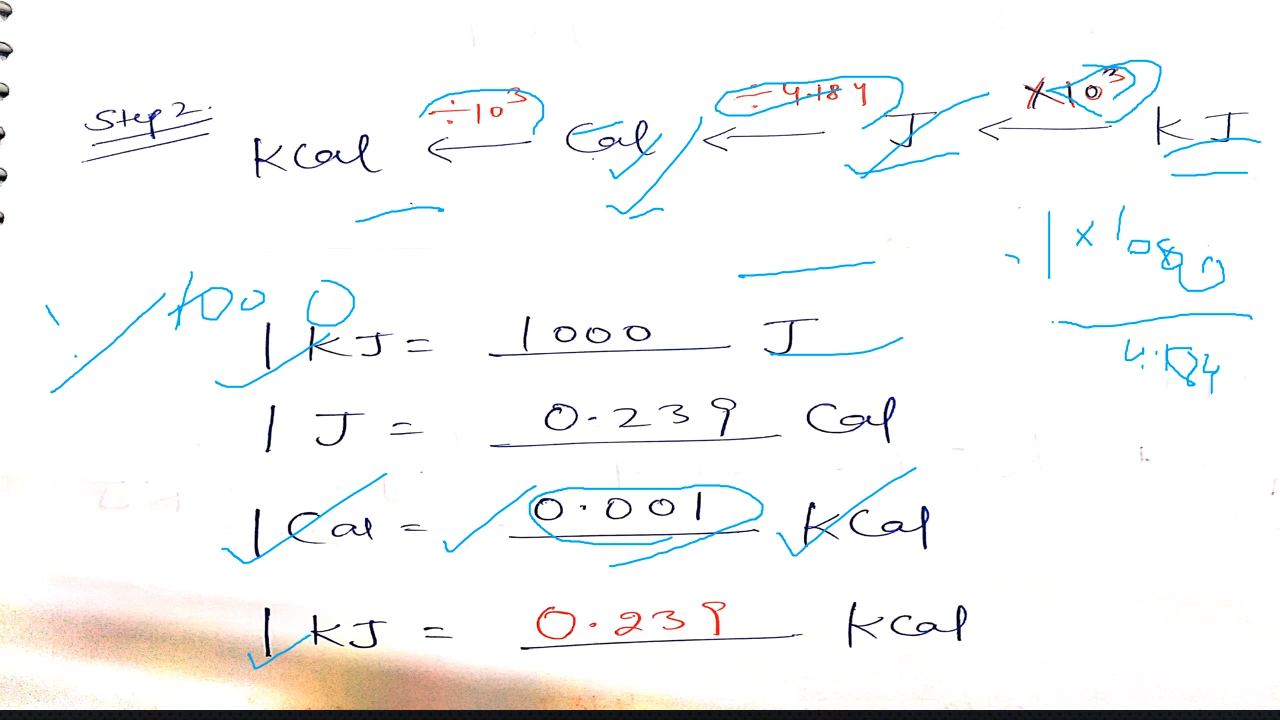 Step 2:
÷10³ ÷4.184 ×10³
Kcal ← Cal ← J ← KJ
1 × 1000
4.184
1000
1 KJ = 1000 J
1 J = 0.239 Cal
1 Cal = 0.001 KCal
1 KJ = 0.239 kcal